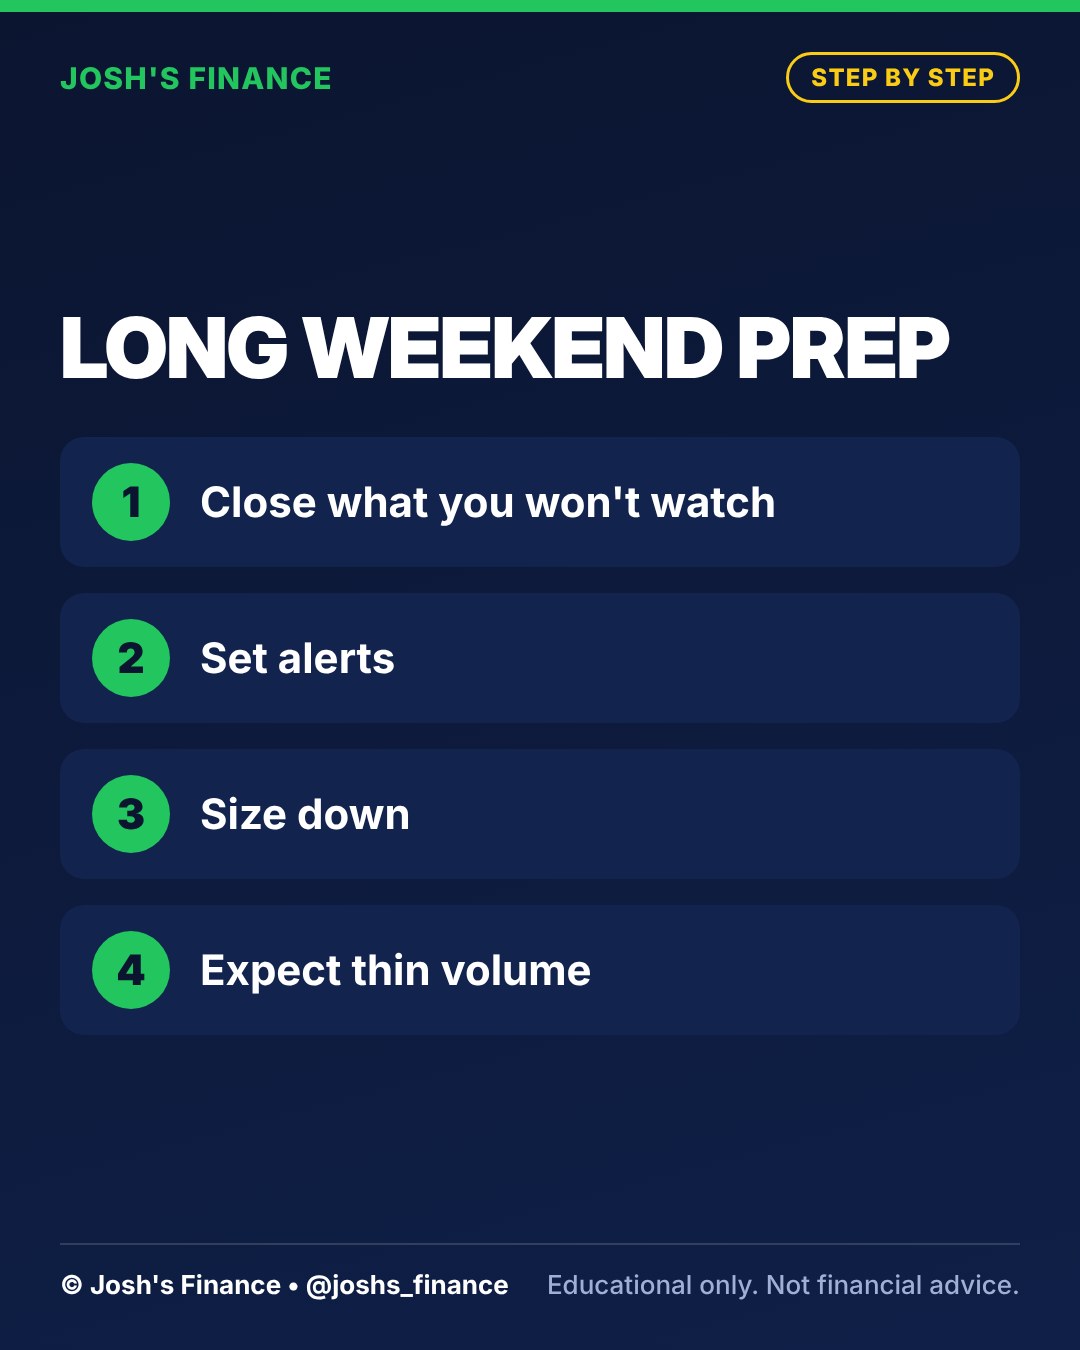 JOSH'S FINANCE
STEP BY STEP
LONG WEEKEND PREP
1 Close what you won't watch
2 Set alerts
3 Size down
4 Expect thin volume
© Josh's Finance • @joshs_finance
Educational only. Not financial advice.